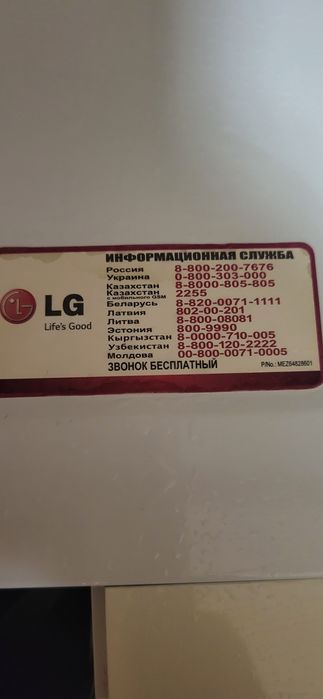 ИНФОРМАЦИОННАЯ СЛУЖБА
Россия 8-800-200-7676
Украина 0-800-303-000
Казахстан 8-8000-805-805
Казахстан 2255
с мобильного GSM
Беларусь 8-820-0071-1111
Латвия 802-00-201
Литва 8-800-08081
Эстония 800-9990
Кыргызстан 8-0000-710-005
Узбекистан 8-800-120-2222
Молдова 00-800-0071-0005
ЗВОНОК БЕСПЛАТНЫЙ
P/No.: MEZ64828601
LG
Life's Good